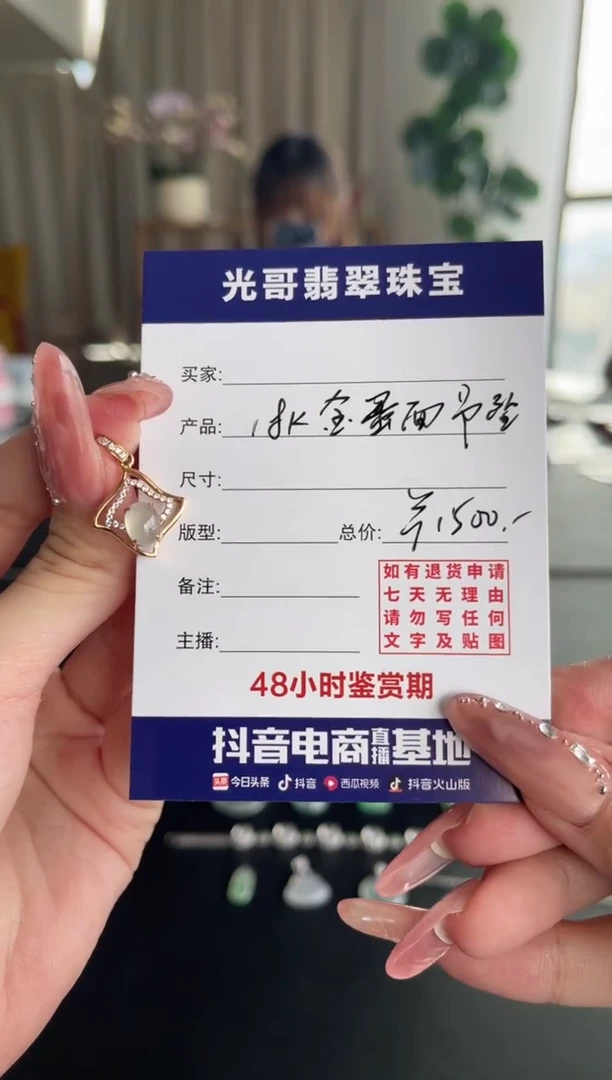 光哥翡翠珠宝
买家:
产品: 18K金蛋面吊坠
尺寸:
版型: 总价: ¥1500.-
备注:
主播:
如有退货申请
七天无理由
请勿写任何
文字及贴图
48小时鉴赏期
抖音电商直播基地
头条 今日头条 抖音 西瓜视频 抖音火山版